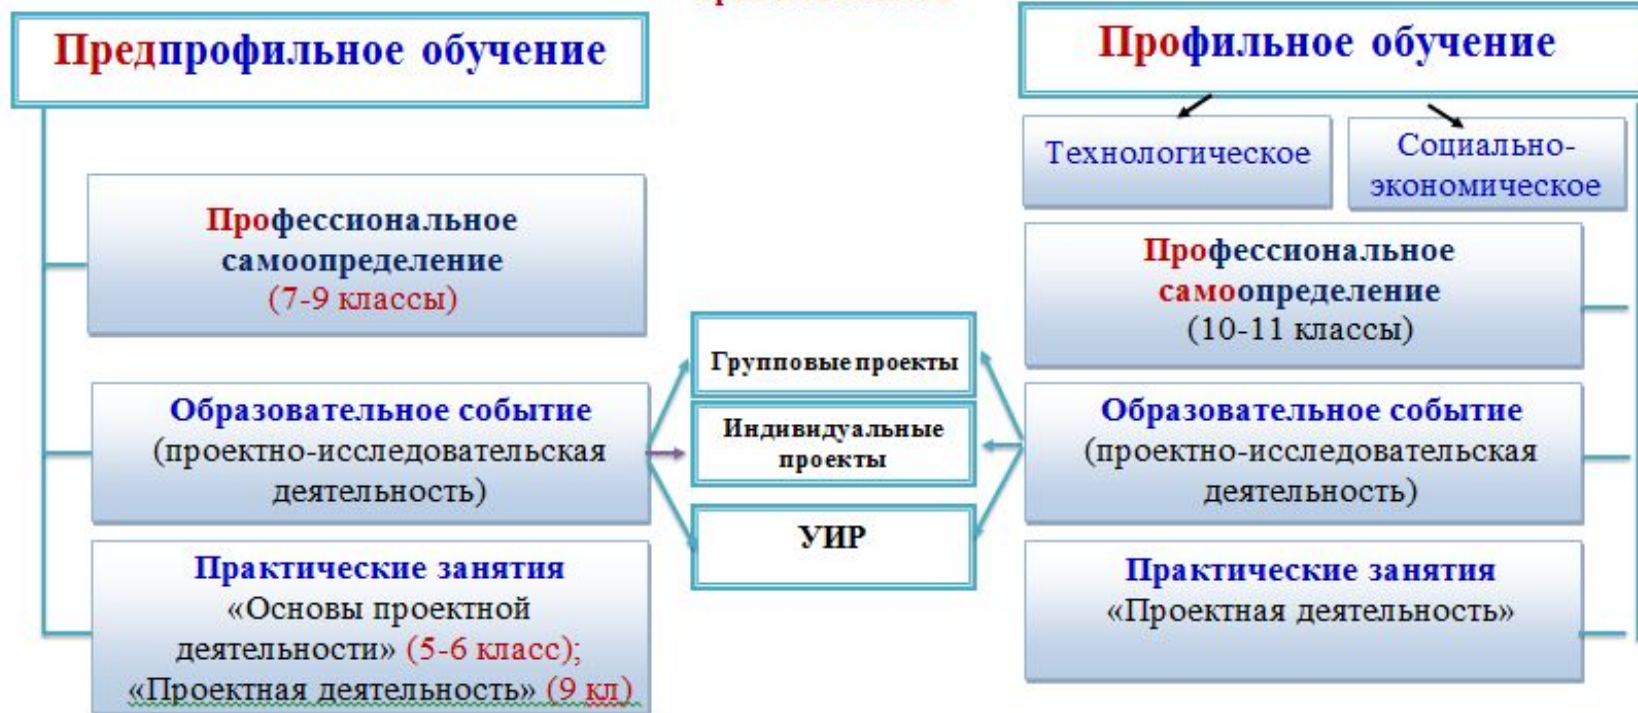 Предпрофильное обучение
Профессиональное
самоопределение
(7-9 классы)
Образовательное событие
(проектно-исследовательская
деятельность)
Практические занятия
«Основы проектной
деятельности» (5-6 класс);
«Проектная деятельность» (9 кл)
Групповые проекты
Индивидуальные
проекты
УИР
Профильное обучение
Технологическое
Социально-
экономическое
Профессиональное
самоопределение
(10-11 классы)
Образовательное событие
(проектно-исследовательская
деятельность)
Практические занятия
«Проектная деятельность»